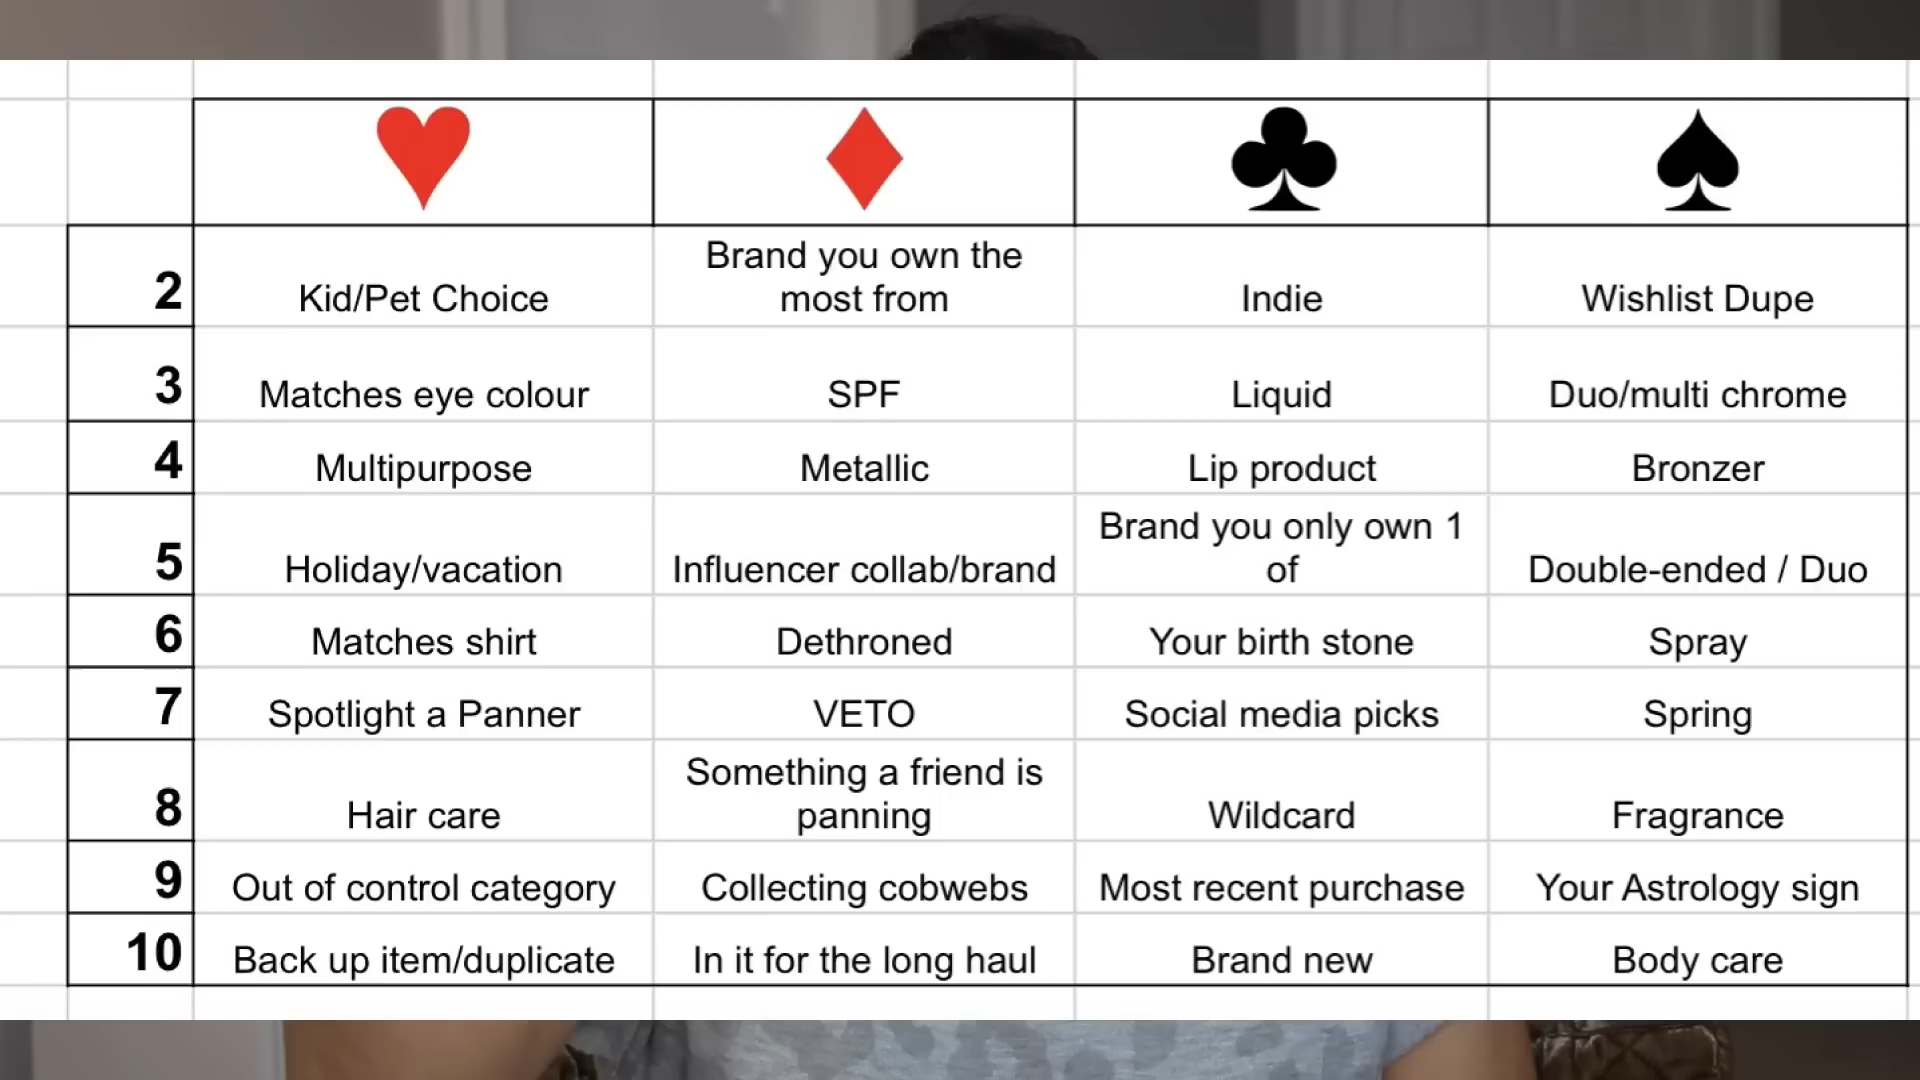 ♥ ♦ ♣ ♠
2 Kid/Pet Choice Brand you own the most from Indie Wishlist Dupe
3 Matches eye colour SPF Liquid Duo/multi chrome
4 Multipurpose Metallic Lip product Bronzer
5 Holiday/vacation Influencer collab/brand Brand you only own 1 of Double-ended / Duo
6 Matches shirt Dethroned Your birth stone Spray
7 Spotlight a Panner VETO Social media picks Spring
8 Hair care Something a friend is panning Wildcard Fragrance
9 Out of control category Collecting cobwebs Most recent purchase Your Astrology sign
10 Back up item/duplicate In it for the long haul Brand new Body care